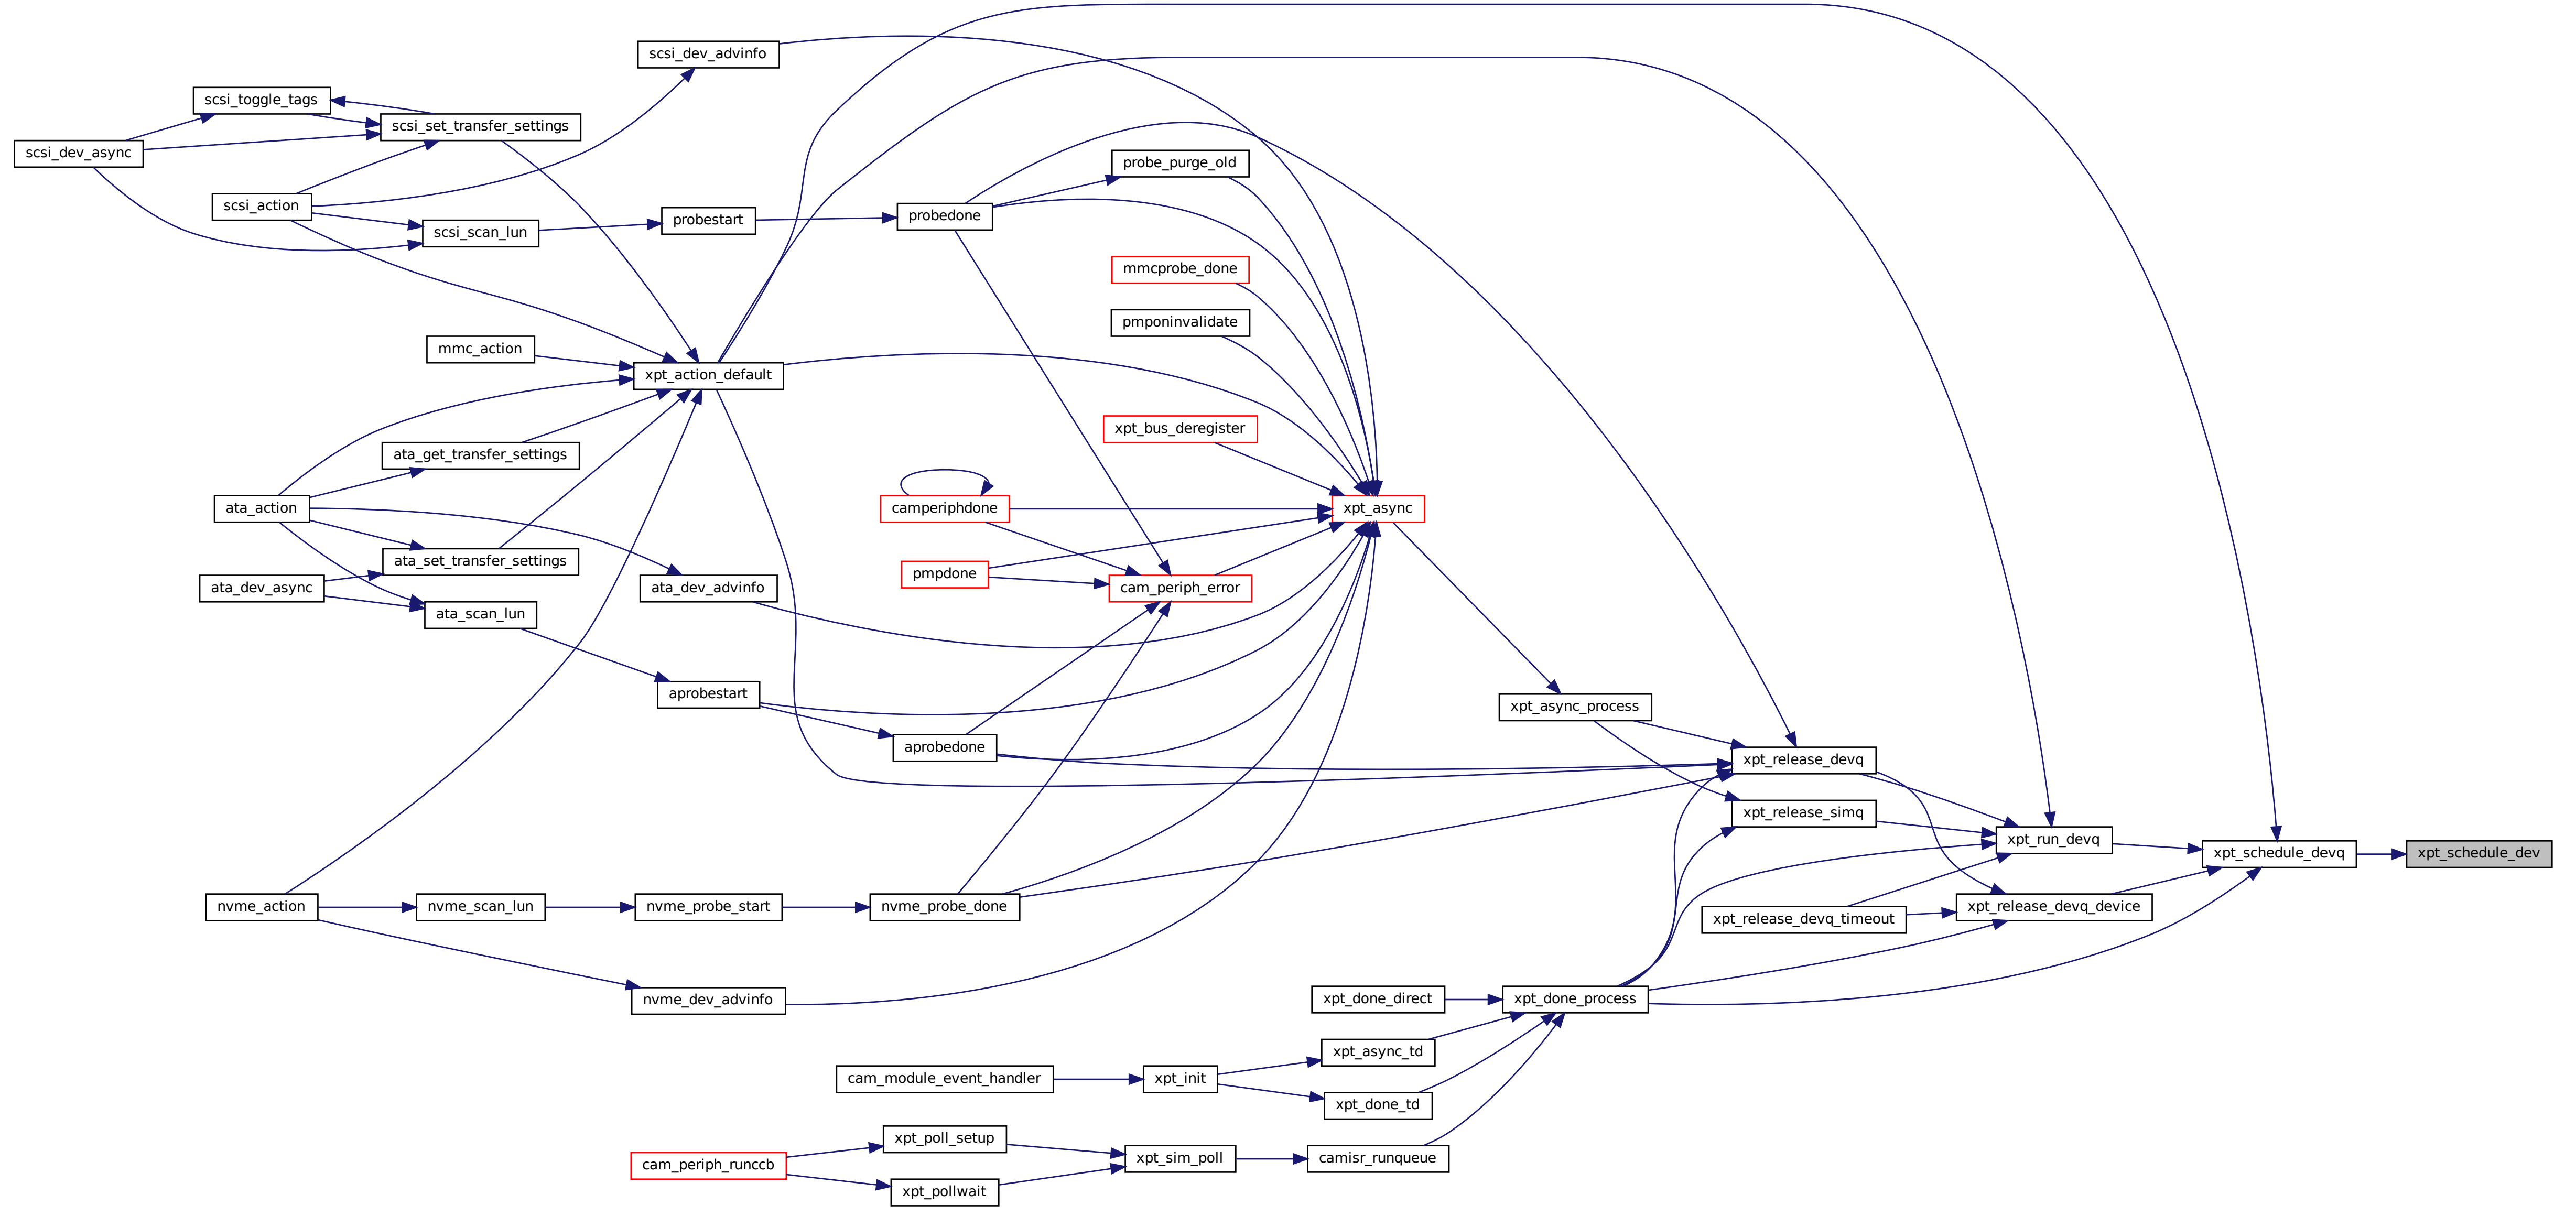 scsi_dev_advinfo
scsi_toggle_tags
scsi_set_transfer_settings
scsi_dev_async
probe_purge_old
scsi_action
probestart
probedone
scsi_scan_lun
mmcprobe_done
pmponinvalidate
mmc_action
xpt_action_default
xpt_bus_deregister
ata_get_transfer_settings
ata_action
camperiphdone
xpt_async
ata_set_transfer_settings
pmpdone
ata_dev_async
ata_dev_advinfo
cam_periph_error
ata_scan_lun
aprobestart
xpt_async_process
aprobedone
xpt_release_devq
xpt_release_simq
xpt_run_devq
xpt_schedule_devq
xpt_schedule_dev
nvme_action
nvme_scan_lun
nvme_probe_start
nvme_probe_done
xpt_release_devq_device
xpt_release_devq_timeout
nvme_dev_advinfo
xpt_done_direct
xpt_done_process
xpt_async_td
cam_module_event_handler
xpt_init
xpt_done_td
xpt_poll_setup
cam_periph_runccb
xpt_sim_poll
camisr_runqueue
xpt_pollwait